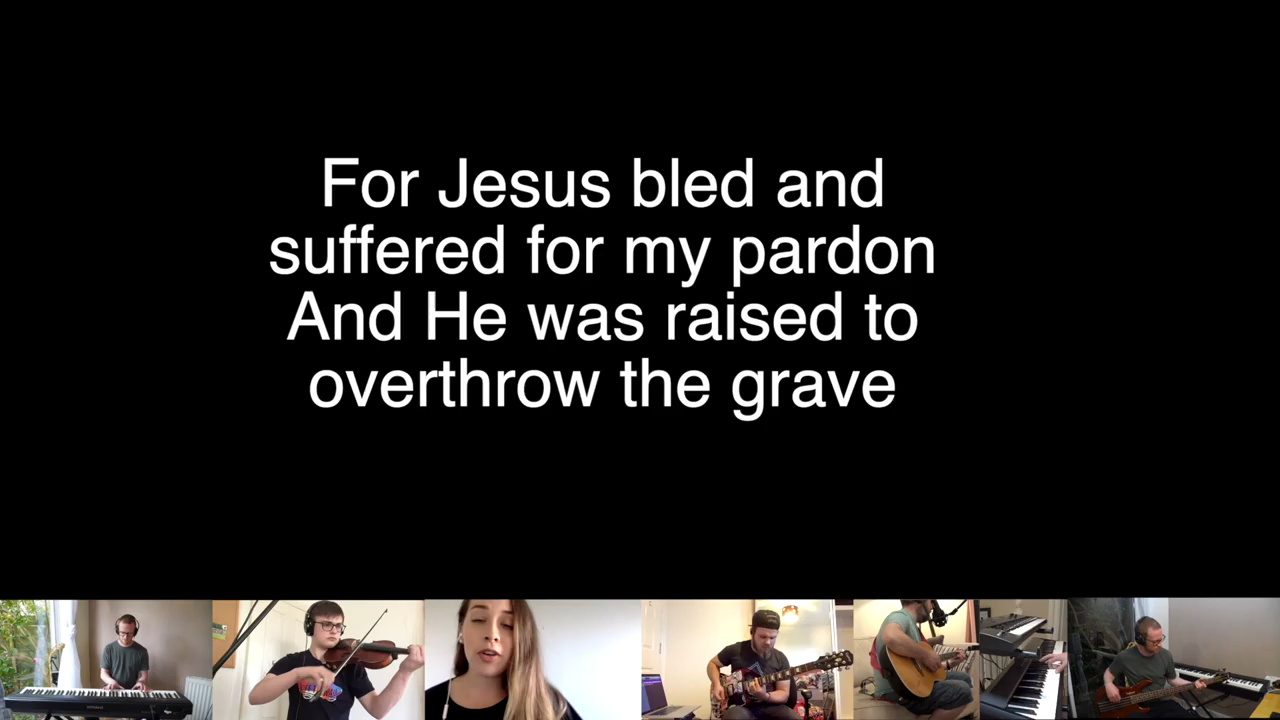 For Jesus bled and
suffered for my pardon
And He was raised to
overthrow the grave